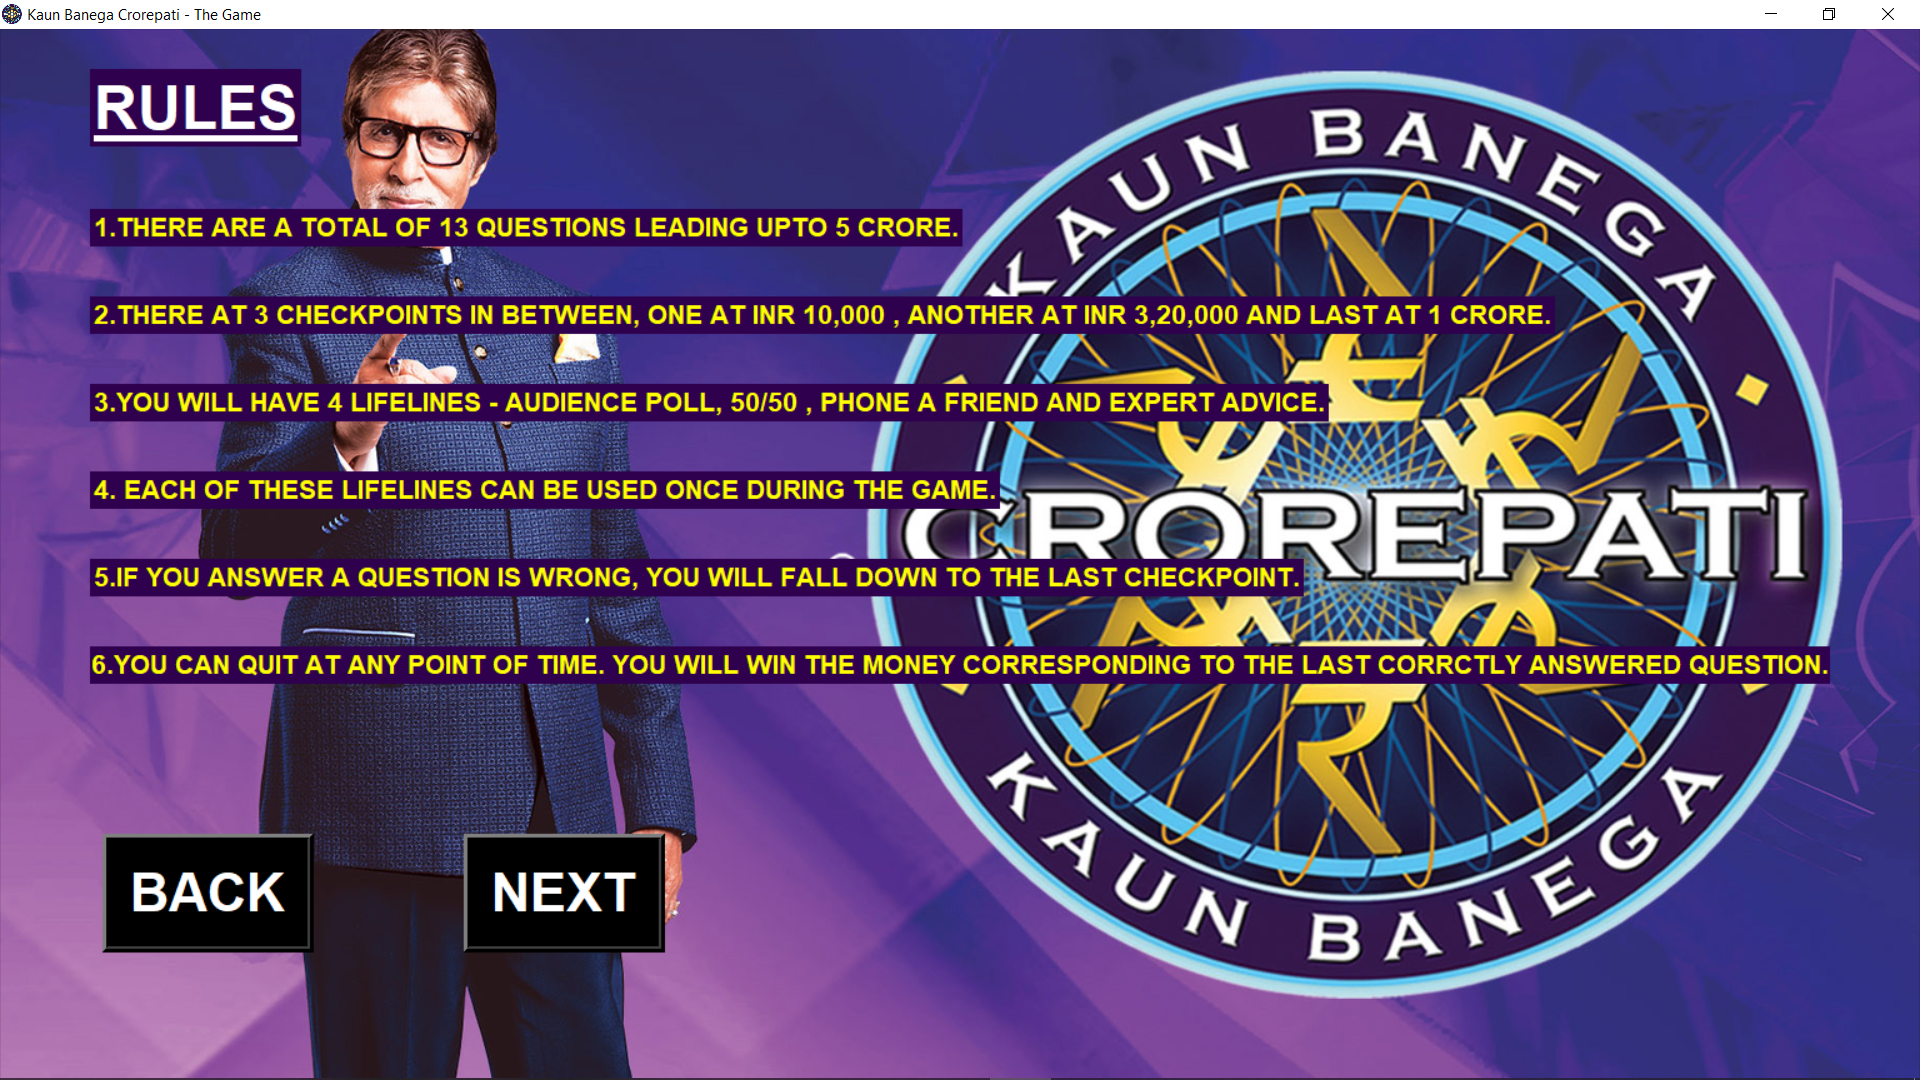 Kaun Banega Crorepati - The Game
RULES
1.THERE ARE A TOTAL OF 13 QUESTIONS LEADING UPTO 5 CRORE.
2.THERE AT 3 CHECKPOINTS IN BETWEEN, ONE AT INR 10,000 , ANOTHER AT INR 3,20,000 AND LAST AT 1 CRORE.
3.YOU WILL HAVE 4 LIFELINES - AUDIENCE POLL, 50/50 , PHONE A FRIEND AND EXPERT ADVICE.
4. EACH OF THESE LIFELINES CAN BE USED ONCE DURING THE GAME.
5.IF YOU ANSWER A QUESTION IS WRONG, YOU WILL FALL DOWN TO THE LAST CHECKPOINT.
6.YOU CAN QUIT AT ANY POINT OF TIME. YOU WILL WIN THE MONEY CORRESPONDING TO THE LAST CORRCTLY ANSWERED QUESTION.
BACK
NEXT
KAUN BANEGA
CROREPATI
KAUN BANEGA